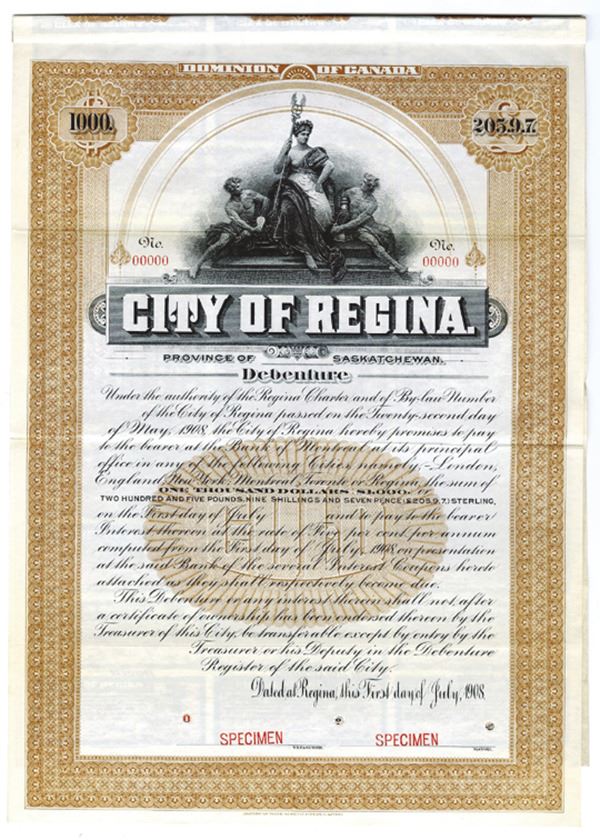 DOMINION OF CANADA
1000. 205.9.7.
No. No.
00000 00000
CITY OF REGINA.
PROVINCE OF SASKATCHEWAN.
Debenture
Under the authority of the Regina Charter and of By-law Number
of the City of Regina passed on the Twenty-second day
of May, 1908, the City of Regina hereby promises to pay
to the bearer at the Bank of Montreal at its principal
office in any of the following Cities, namely,- London,
England, New York, Montreal, Toronto or Regina, the sum of
ONE THOUSAND DOLLARS, $1,000. or
TWO HUNDRED AND FIVE POUNDS, NINE SHILLINGS AND SEVEN PENCE (£205.9.7.) STERLING,
on the First day of July and to pay to the bearer
Interest thereon at the rate of Five per cent. per annum
computed from the First day of July, 1908, on presentation
at the said Bank of the several Interest Coupons hereto
attached as they shall respectively become due.
This Debenture or any interest therein shall not, after
a certificate of ownership has been endorsed thereon by the
Treasurer of this City, be transferable except by entry by the
Treasurer or his Deputy in the Debenture
Register of the said City.
Dated at Regina, this First day of July, 1908.
SPECIMEN SPECIMEN
TREASURER. MAYOR.